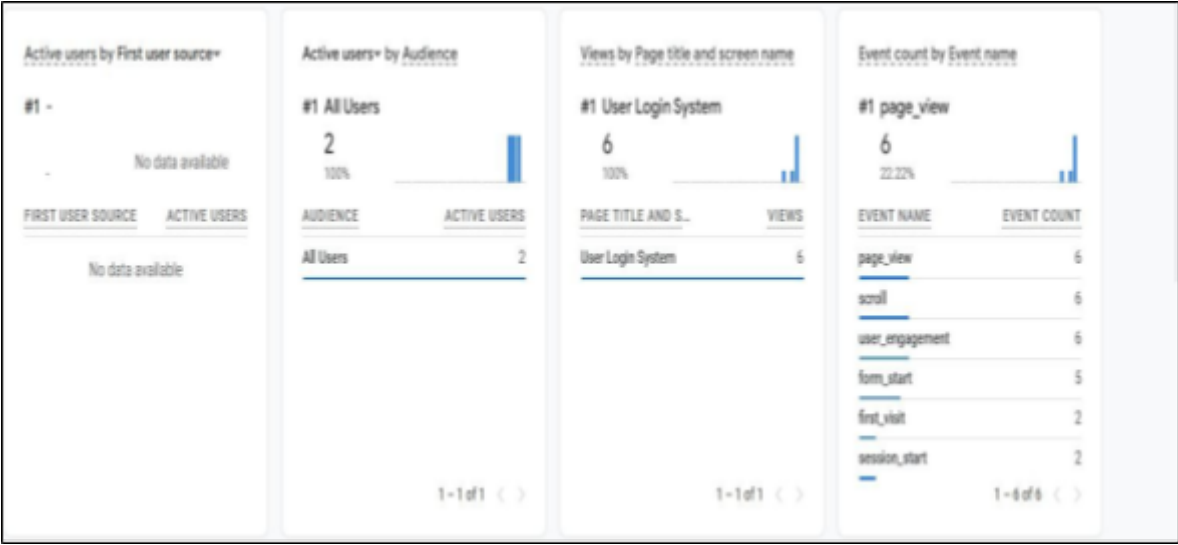 Active users by First user source
#1 -
-
No data available
FIRST USER SOURCE ACTIVE USERS
No data available
Active users by Audience
#1 All Users
2
100%
AUDIENCE ACTIVE USERS
All Users 2
1-1 of 1
Views by Page title and screen name
#1 User Login System
6
100%
PAGE TITLE AND S... VIEWS
User Login System 6
1-1 of 1
Event count by Event name
#1 page_view
6
22.22%
EVENT NAME EVENT COUNT
page_view 6
scroll 6
user_engagement 6
form_start 5
first_visit 2
session_start 2
1-6 of 6